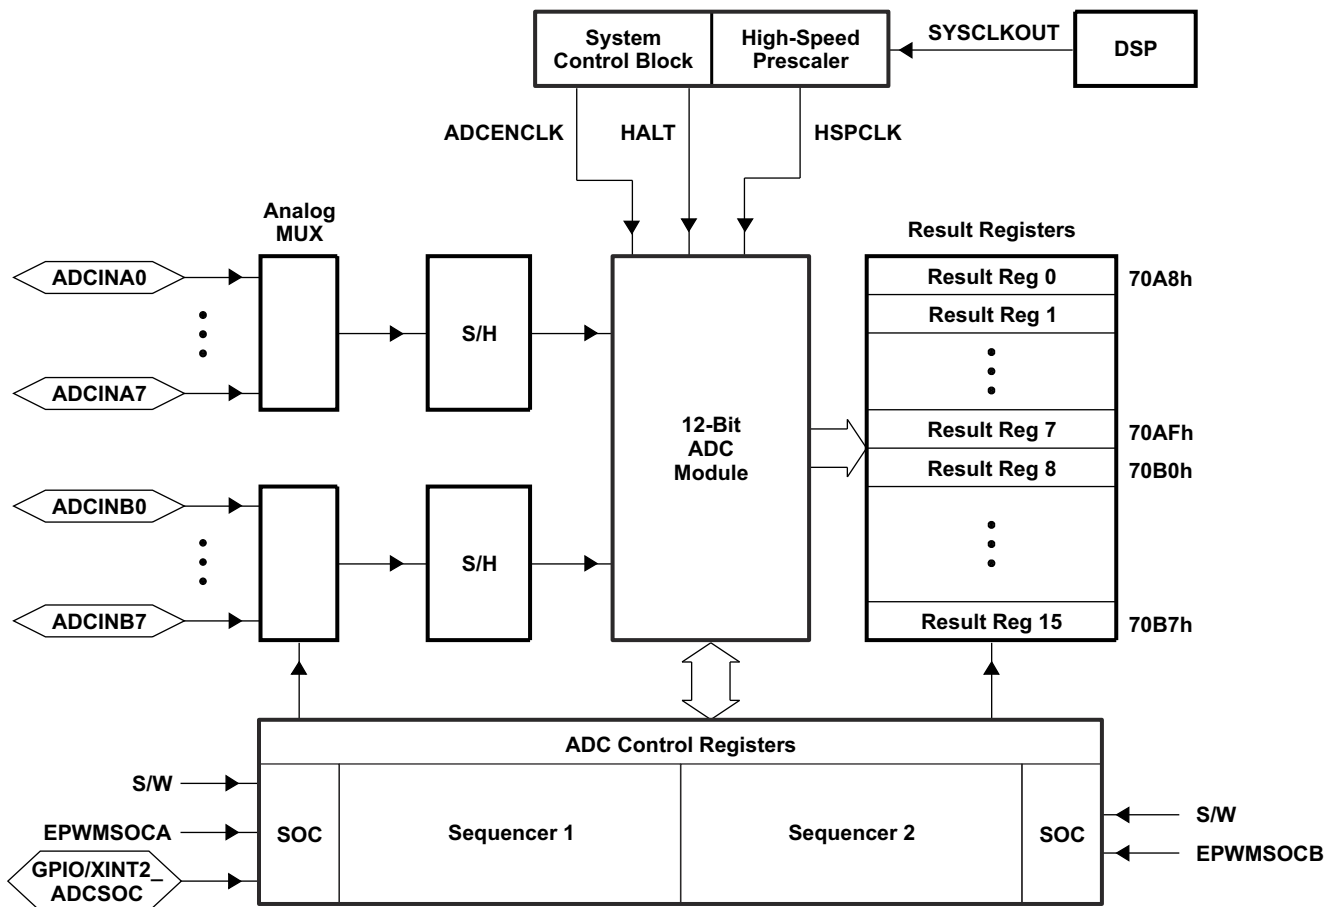 System
Control Block
High-Speed
Prescaler
SYSCLKOUT
DSP
ADCENCLK
HALT
HSPCLK
Analog
MUX
Result Registers
ADCINA0
ADCINA7
S/H
12-Bit
ADC
Module
Result Reg 0
70A8h
Result Reg 1
Result Reg 7
70AFh
Result Reg 8
70B0h
ADCINB0
ADCINB7
S/H
Result Reg 15
70B7h
ADC Control Registers
S/W
EPWMSOCA
GPIO/XINT2_
ADCSOC
SOC
Sequencer 1
Sequencer 2
SOC
S/W
EPWMSOCB